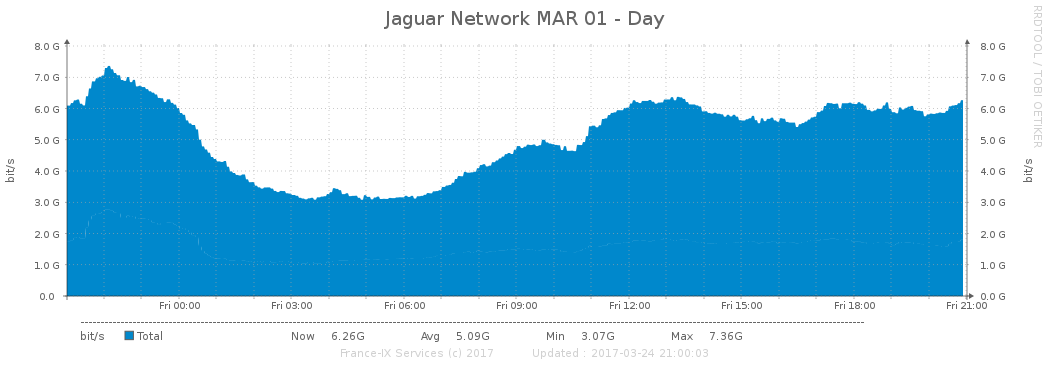 Jaguar Network MAR 01 - Day
RRDTOOL / TOBI OETIKER
8.0 G 8.0 G
7.0 G 7.0 G
6.0 G 6.0 G
5.0 G 5.0 G
4.0 G 4.0 G
3.0 G 3.0 G
2.0 G 2.0 G
1.0 G 1.0 G
0.0 0.0 G
bit/s bit/s
Fri 00:00 Fri 03:00 Fri 06:00 Fri 09:00 Fri 12:00 Fri 15:00 Fri 18:00 Fri 21:00
bit/s Total Now 6.26G Avg 5.09G Min 3.07G Max 7.36G
France-IX Services (c) 2017 Updated : 2017-03-24 21:00:03